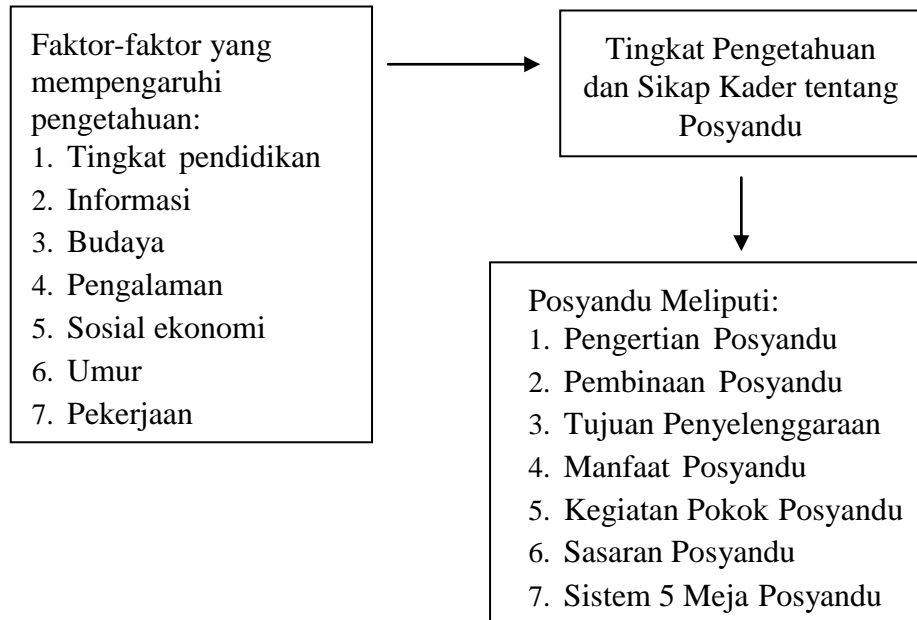 Faktor-faktor yang
mempengaruhi
pengetahuan:
1. Tingkat pendidikan
2. Informasi
3. Budaya
4. Pengalaman
5. Sosial ekonomi
6. Umur
7. Pekerjaan
Tingkat Pengetahuan
dan Sikap Kader tentang
Posyandu
Posyandu Meliputi:
1. Pengertian Posyandu
2. Pembinaan Posyandu
3. Tujuan Penyelenggaraan
4. Manfaat Posyandu
5. Kegiatan Pokok Posyandu
6. Sasaran Posyandu
7. Sistem 5 Meja Posyandu